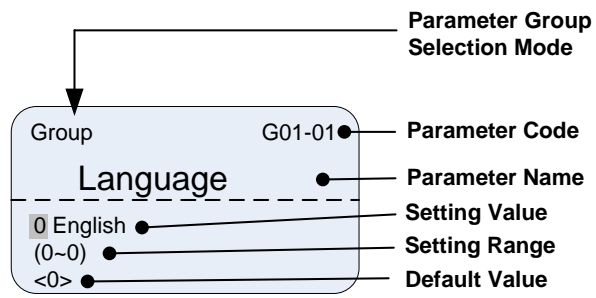 Parameter Group
Selection Mode
Group G01-01 Parameter Code
Language Parameter Name
0 English Setting Value
(0~0) Setting Range
<0> Default Value